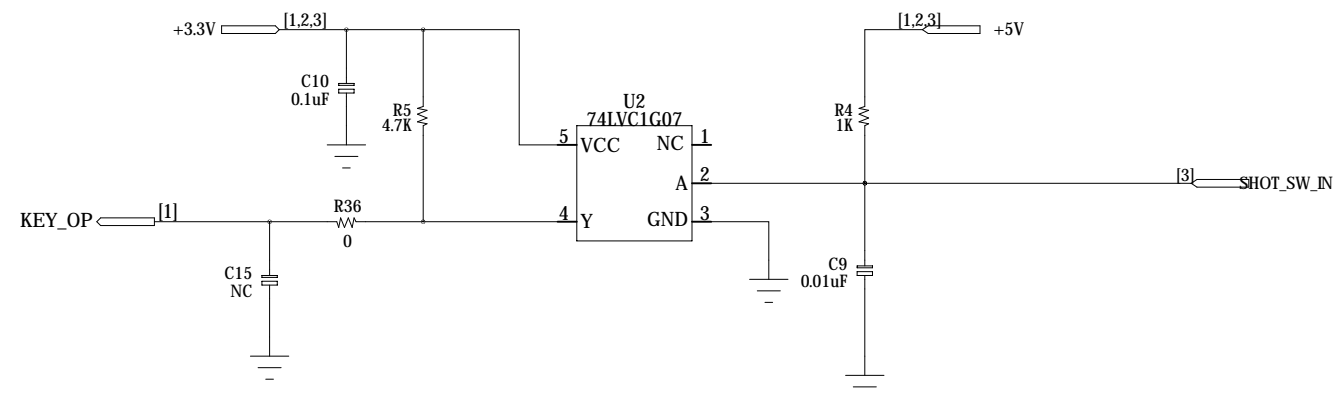 +3.3V [1,2,3]
[1,2,3] +5V
C10
0.1uF
R5
4.7K
U2
74LVC1G07
R4
1K
5 VCC NC 1
A 2
[3] SHOT_SW_IN
KEY_OP [1]
R36
0
4 Y GND 3
C15
NC
C9
0.01uF